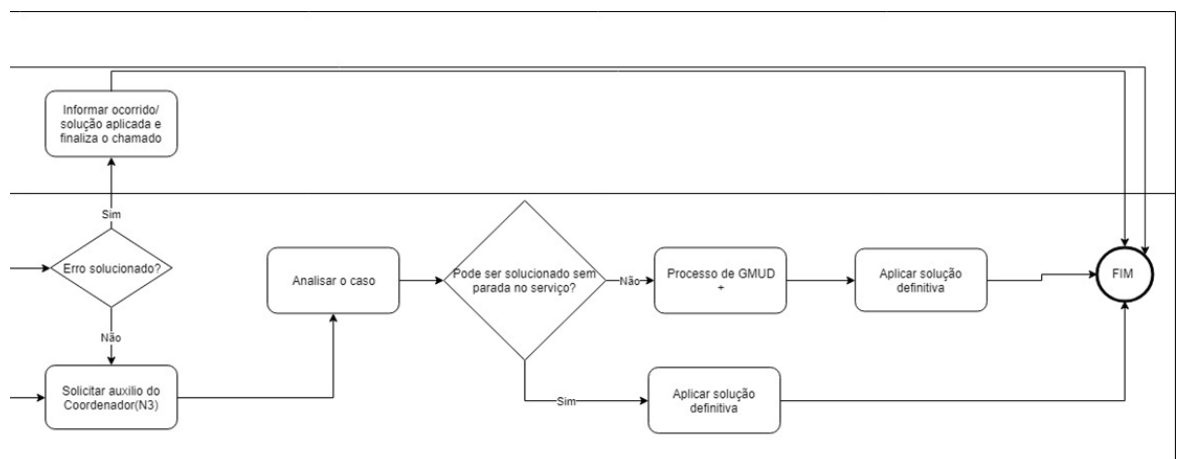 Informar ocorrido/
solução aplicada e
finaliza o chamado
Sim
Erro solucionado?
Não
Solicitar auxilio do
Coordenador(N3)
Analisar o caso
Pode ser solucionado sem
parada no serviço?
Não
Processo de GMUD
+
Aplicar solução
definitiva
Sim
Aplicar solução
definitiva
FIM